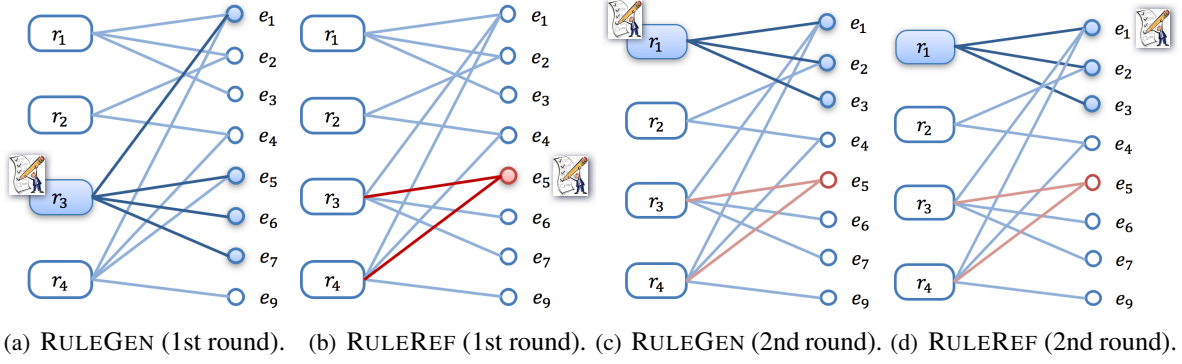 r1
r2
r3
r4
e1
e2
e3
e4
e5
e6
e7
e9
(a) RULEGEN (1st round).
r1
r2
r3
r4
e1
e2
e3
e4
e5
e6
e7
e9
(b) RULEREF (1st round).
r1
r2
r3
r4
e1
e2
e3
e4
e5
e6
e7
e9
(c) RULEGEN (2nd round).
r1
r2
r3
r4
e1
e2
e3
e4
e5
e6
e7
e9
(d) RULEREF (2nd round).